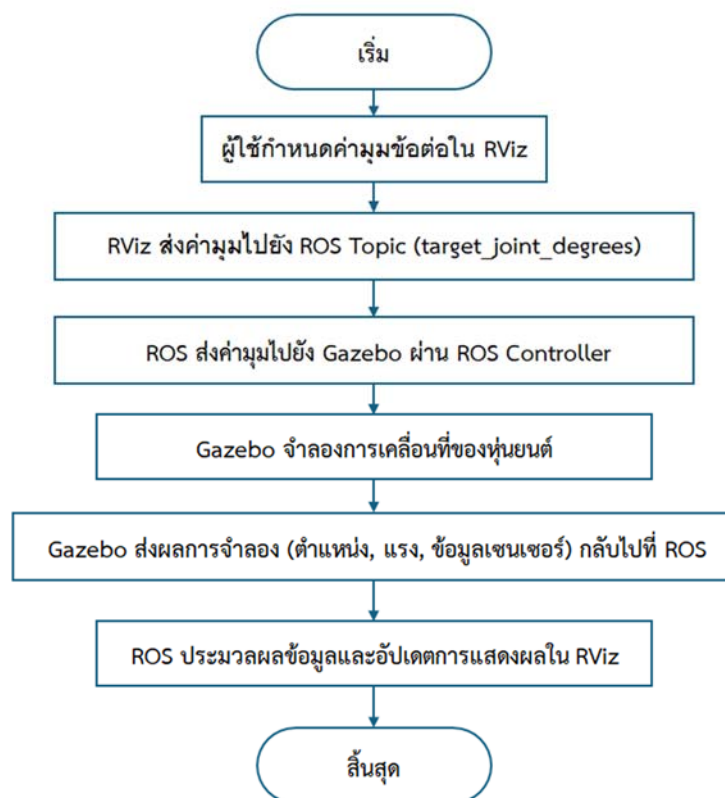 เริ่ม
ผู้ใช้กำหนดค่ามุมข้อต่อใน RViz
RViz ส่งค่ามุมไปยัง ROS Topic (target_joint_degrees)
ROS ส่งค่ามุมไปยัง Gazebo ผ่าน ROS Controller
Gazebo จำลองการเคลื่อนที่ของหุ่นยนต์
Gazebo ส่งผลการจำลอง (ตำแหน่ง, แรง, ข้อมูลเซนเซอร์) กลับไปที่ ROS
ROS ประมวลผลข้อมูลและอัปเดตการแสดงผลใน RViz
สิ้นสุด